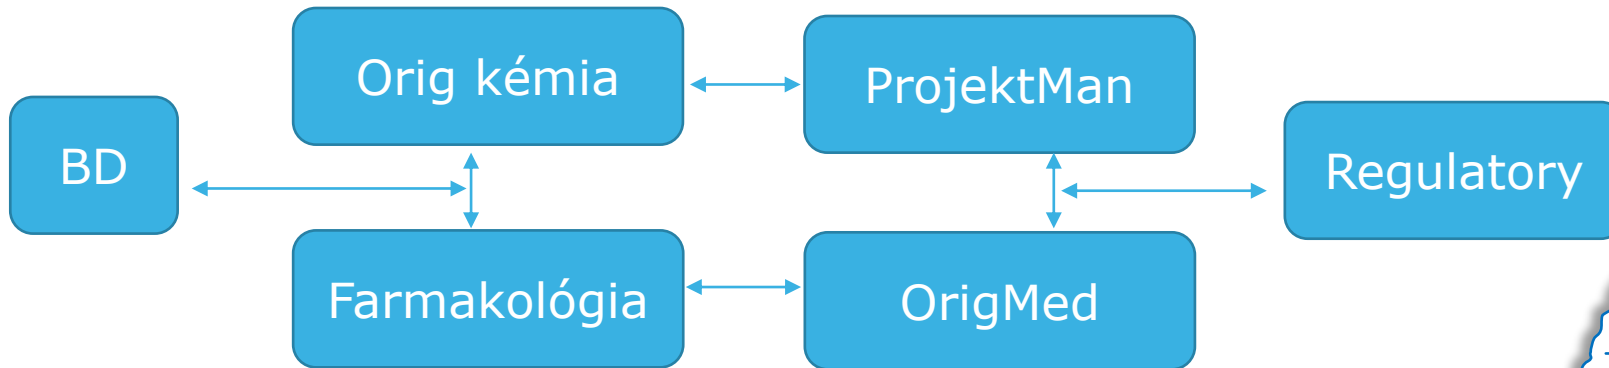 Orig kémia
ProjektMan
BD
Regulatory
Farmakológia
OrigMed